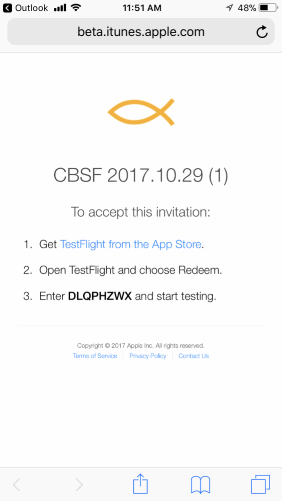 Outlook 11:51 AM 48%
beta.itunes.apple.com
CBSF 2017.10.29 (1)
To accept this invitation:
1. Get TestFlight from the App Store.
2. Open TestFlight and choose Redeem.
3. Enter DLQPHZWX and start testing.
Copyright © 2017 Apple Inc. All rights reserved.
Terms of Service | Privacy Policy | Contact Us